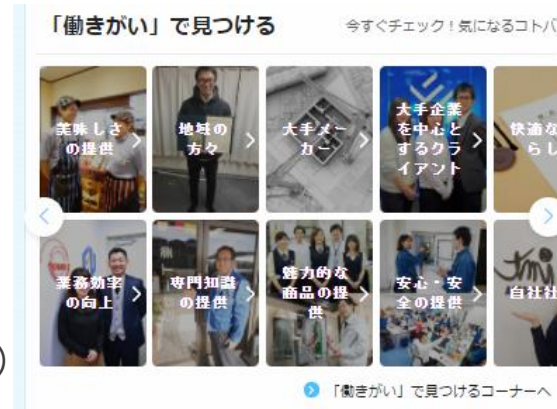 「働きがい」で見つける
今すぐチェック！気になるコトバ
美味しさ
の提供
地域の
方々
大手メー
カー
大手企業
を中心と
するクラ
イアント
快適な
らし
業務効率
の向上
専門知識
の提供
魅力的な
商品の提
供
安心・安
全の提供
自社
「働きがい」で見つけるコーナーへ